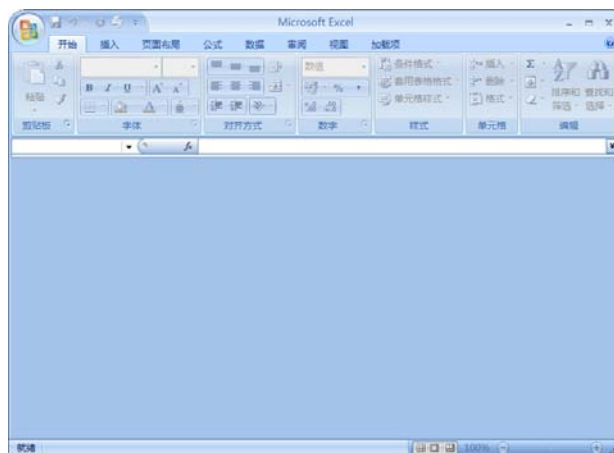 Microsoft Excel
开始 插入 页面布局 公式 数据 审阅 视图 加载项
数值 条件格式 插入 Σ
B I U A A % , 套用表格格式 删除
粘贴 A 单元格样式 格式 排序和 查找和
筛选 选择
剪贴板 字体 对齐方式 数字 样式 单元格 编辑
fx
就绪 100%